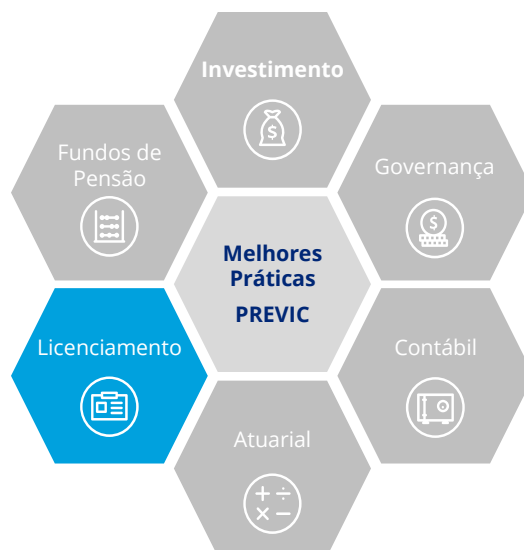 Investimento
Fundos de
Pensão
Governança
Melhores
Práticas
PREVIC
Licenciamento
Contábil
Atuarial